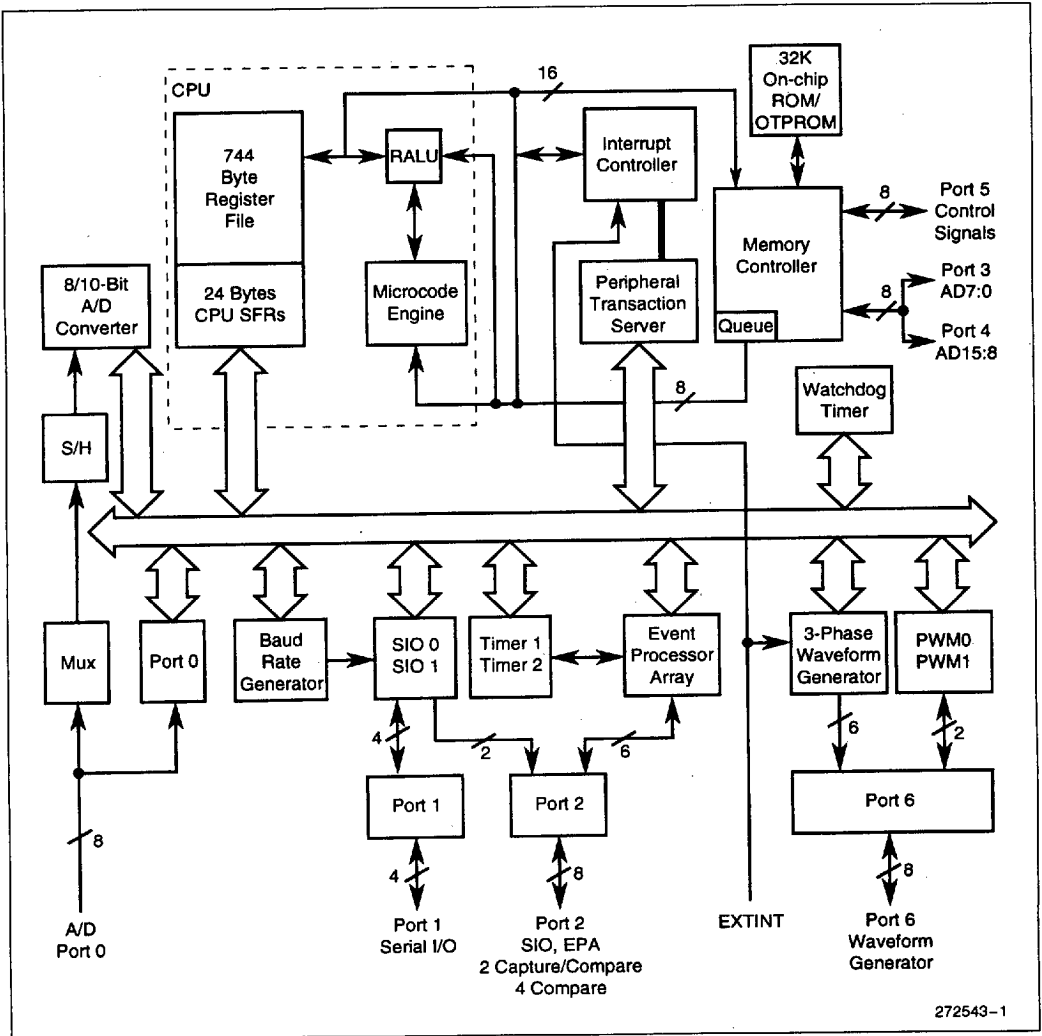 CPU
16
32K
On-chip
ROM/
OTPROM
744
Byte
Register
File
RALU
Interrupt
Controller
8
Port 5
Control
Signals
Memory
Controller
8/10-Bit
A/D
Converter
24 Bytes
CPU SFRs
Microcode
Engine
Peripheral
Transaction
Server
Queue
8
Port 3
AD7:0
Port 4
AD15:8
8
Watchdog
Timer
S/H
Mux
Port 0
Baud
Rate
Generator
SIO 0
SIO 1
Timer 1
Timer 2
Event
Processor
Array
3-Phase
Waveform
Generator
PWM0
PWM1
4
2
6
6
2
Port 1
Port 2
Port 6
8
4
8
8
A/D
Port 0
Port 1
Serial I/O
Port 2
SIO, EPA
2 Capture/Compare
4 Compare
EXTINT
Port 6
Waveform
Generator
272543-1